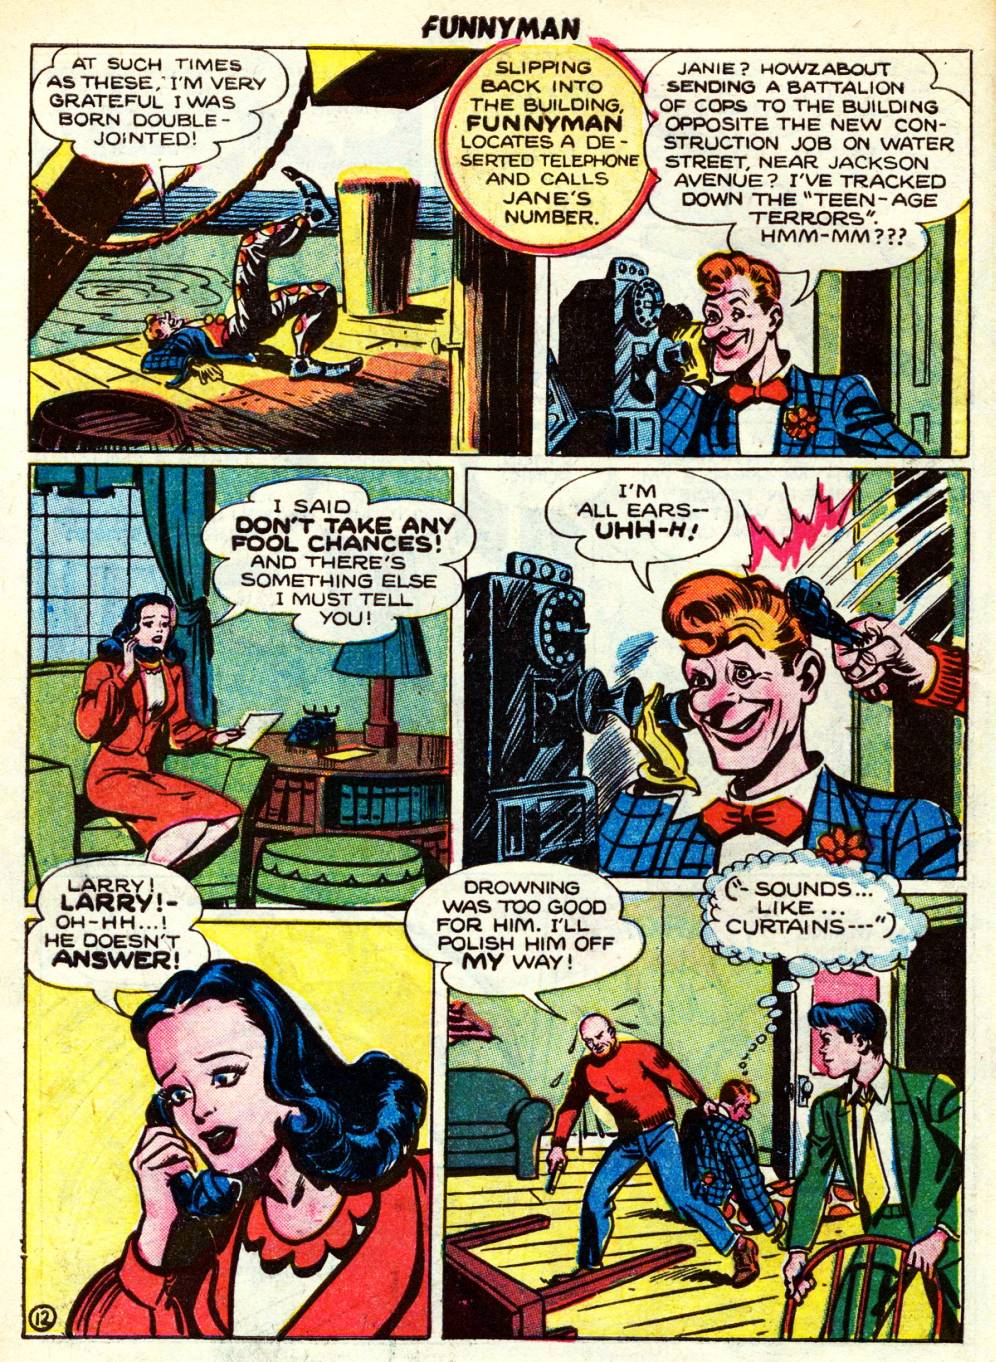 FUNNYMAN
AT SUCH TIMES
AS THESE, I'M VERY
GRATEFUL I WAS
BORN DOUBLE-
JOINTED!
SLIPPING
BACK INTO
THE BUILDING,
FUNNYMAN
LOCATES A DE-
SERTED TELEPHONE
AND CALLS
JANE'S
NUMBER.
JANIE? HOWZABOUT
SENDING A BATTALION
OF COPS TO THE BUILDING
OPPOSITE THE NEW CON-
STRUCTION JOB ON WATER
STREET, NEAR JACKSON
AVENUE? I'VE TRACKED
DOWN THE "TEEN-AGE
TERRORS".
HMM-MM???
I SAID
DON'T TAKE ANY
FOOL CHANCES!
AND THERE'S
SOMETHING ELSE
I MUST TELL
YOU!
I'M
ALL EARS--
UHH-H!
LARRY!
LARRY!-
OH-HH...!
HE DOESN'T
ANSWER!
DROWNING
WAS TOO GOOD
FOR HIM. I'LL
POLISH HIM OFF
MY WAY!
("- SOUNDS...
LIKE ...
CURTAINS---")
12